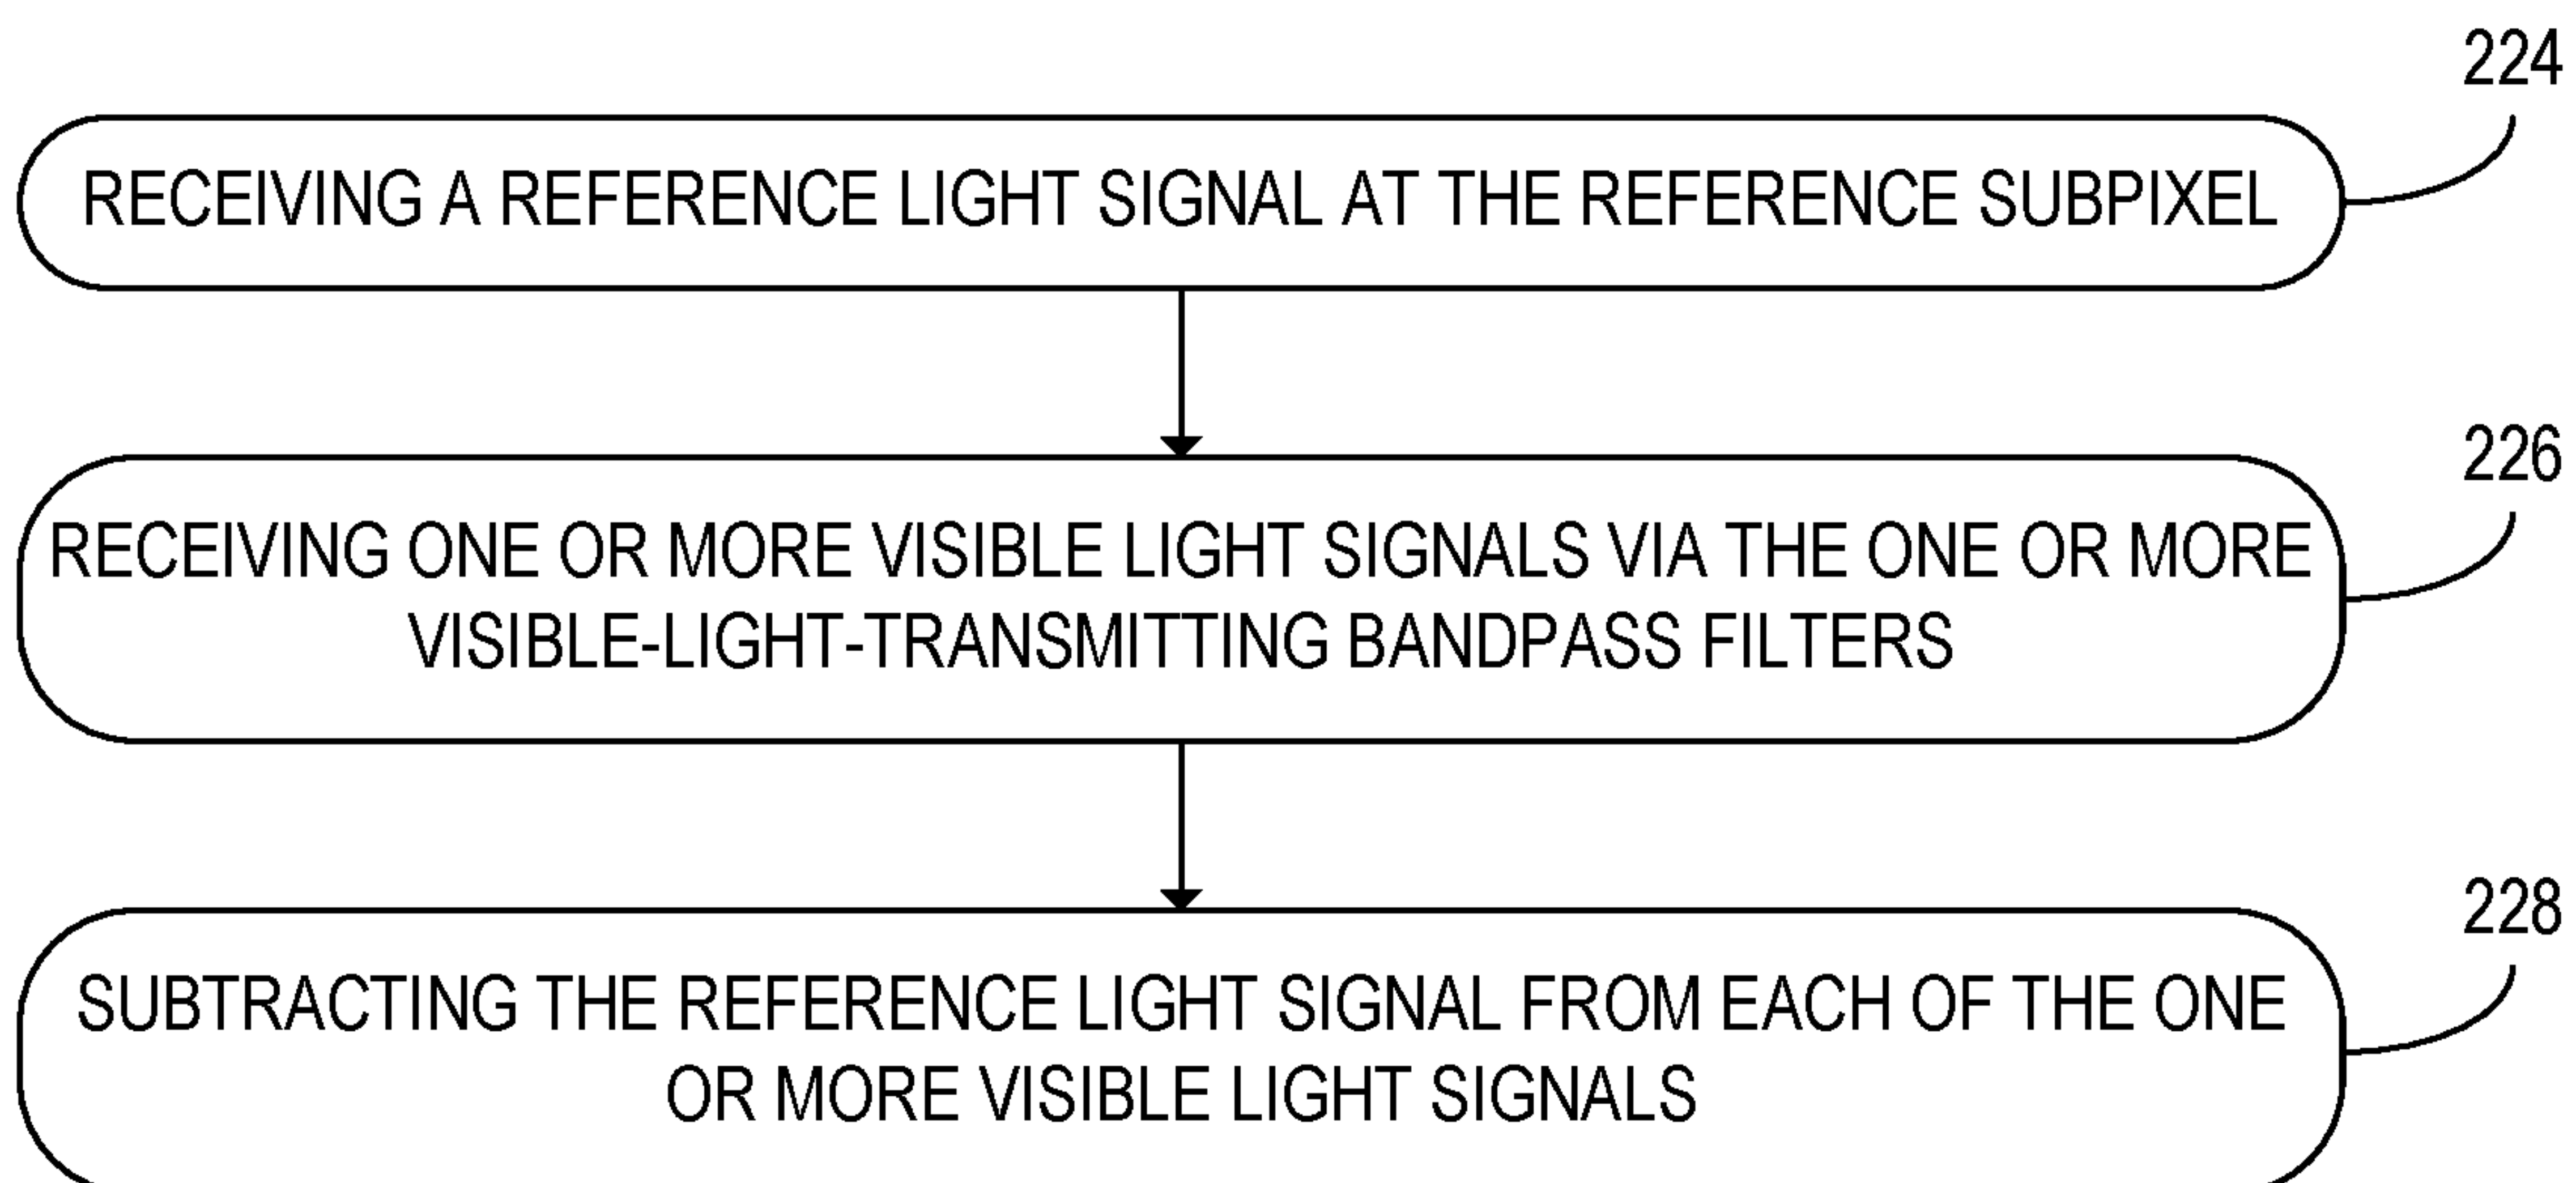 224
RECEIVING A REFERENCE LIGHT SIGNAL AT THE REFERENCE SUBPIXEL
226
RECEIVING ONE OR MORE VISIBLE LIGHT SIGNALS VIA THE ONE OR MORE
VISIBLE-LIGHT-TRANSMITTING BANDPASS FILTERS
228
SUBTRACTING THE REFERENCE LIGHT SIGNAL FROM EACH OF THE ONE
OR MORE VISIBLE LIGHT SIGNALS